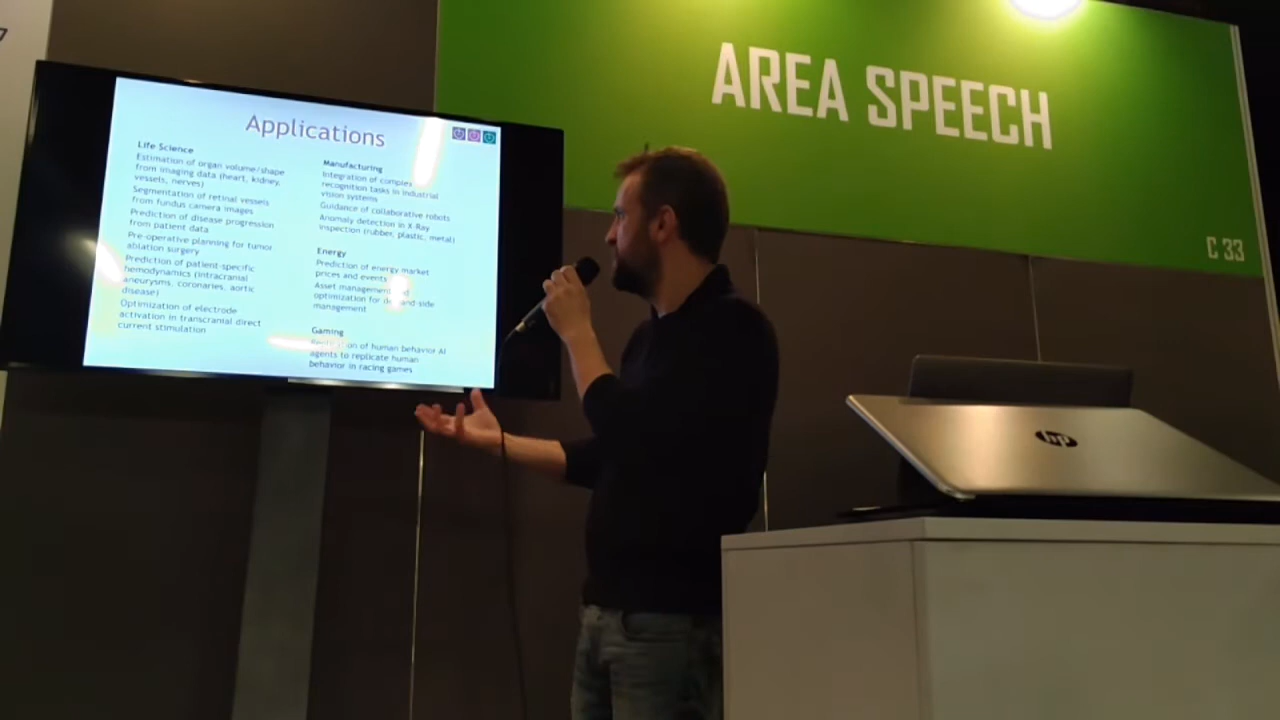 Applications
Life Science
Estimation of organ volume/shape
from imaging data (heart, kidney,
vessels, nerves)
Segmentation of retinal vessels
from fundus camera images
Prediction of disease progression
from patient data
Pre-operative planning for tumor
ablation surgery
Prediction of patient-specific
hemodynamics (intracranial
aneurysms, coronaries, aortic
disease)
Optimization of electrode
activation in transcranial direct
current stimulation
Manufacturing
Integration of complex
recognition tasks in industrial
vision systems
Guidance of collaborative robots
Anomaly detection in X-Ray
inspection (rubber, plastic, metal)
Energy
Prediction of energy market
prices and events
Asset management and
optimization for demand-side
management
Gaming
of human behavior AI
agents to replicate human
behavior in racing games
AREA SPEECH
C 33
hp